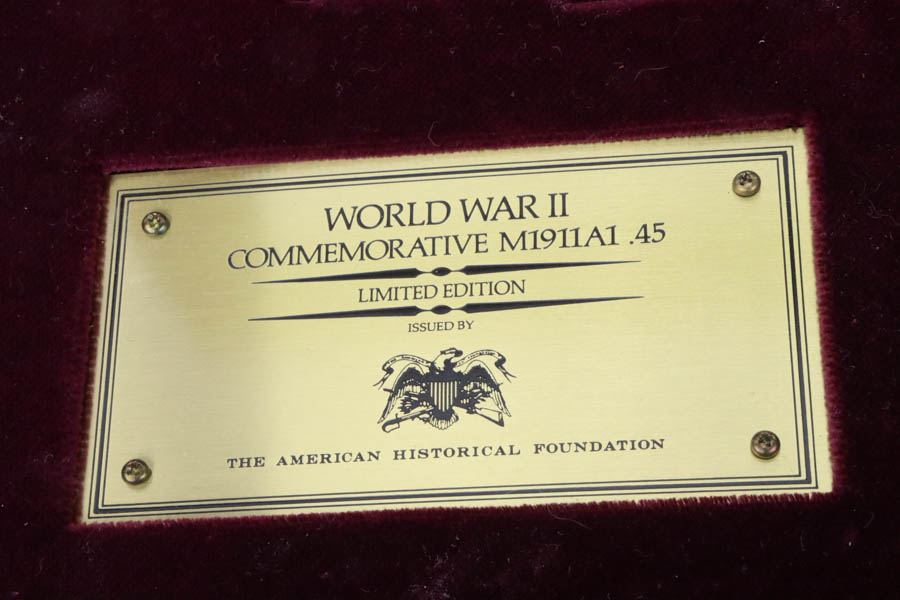 WORLD WAR II
COMMEMORATIVE M1911A1 .45
LIMITED EDITION
ISSUED BY
THE AMERICAN HISTORICAL FOUNDATION